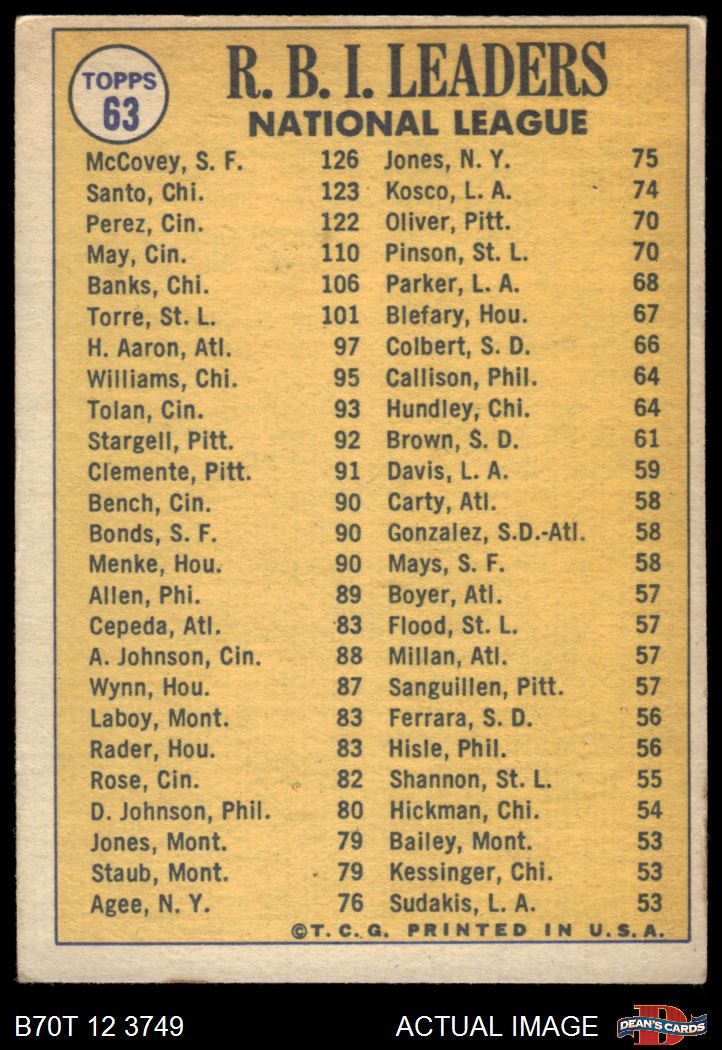 TOPPS
63
R. B. I. LEADERS
NATIONAL LEAGUE
McCovey, S. F. 126 Jones, N. Y. 75
Santo, Chi. 123 Kosco, L. A. 74
Perez, Cin. 122 Oliver, Pitt. 70
May, Cin. 110 Pinson, St. L. 70
Banks, Chi. 106 Parker, L. A. 68
Torre, St. L. 101 Blefary, Hou. 67
H. Aaron, Atl. 97 Colbert, S. D. 66
Williams, Chi. 95 Callison, Phil. 64
Tolan, Cin. 93 Hundley, Chi. 64
Stargell, Pitt. 92 Brown, S. D. 61
Clemente, Pitt. 91 Davis, L. A. 59
Bench, Cin. 90 Carty, Atl. 58
Bonds, S. F. 90 Gonzalez, S.D.-Atl. 58
Menke, Hou. 90 Mays, S. F. 58
Allen, Phi. 89 Boyer, Atl. 57
Cepeda, Atl. 83 Flood, St. L. 57
A. Johnson, Cin. 88 Millan, Atl. 57
Wynn, Hou. 87 Sanguillen, Pitt. 57
Laboy, Mont. 83 Ferrara, S. D. 56
Rader, Hou. 83 Hisle, Phil. 56
Rose, Cin. 82 Shannon, St. L. 55
D. Johnson, Phil. 80 Hickman, Chi. 54
Jones, Mont. 79 Bailey, Mont. 53
Staub, Mont. 79 Kessinger, Chi. 53
Agee, N. Y. 76 Sudakis, L. A. 53
©T. C. G. PRINTED IN U. S. A.
B70T 12 3749 ACTUAL IMAGE DEAN'S CARDS